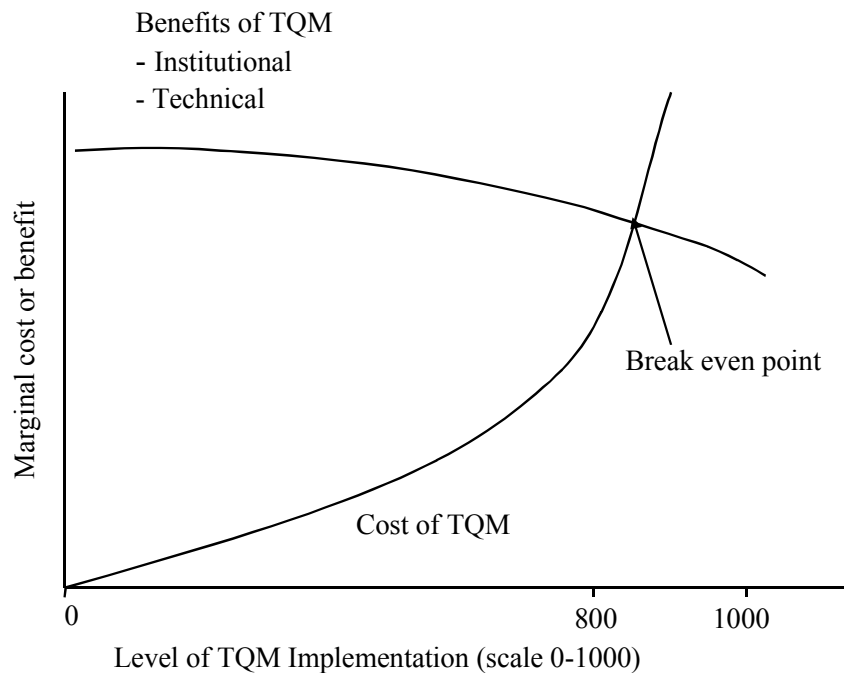 Benefits of TQM
- Institutional
- Technical
Marginal cost or benefit
Break even point
Cost of TQM
0
800
1000
Level of TQM Implementation (scale 0-1000)